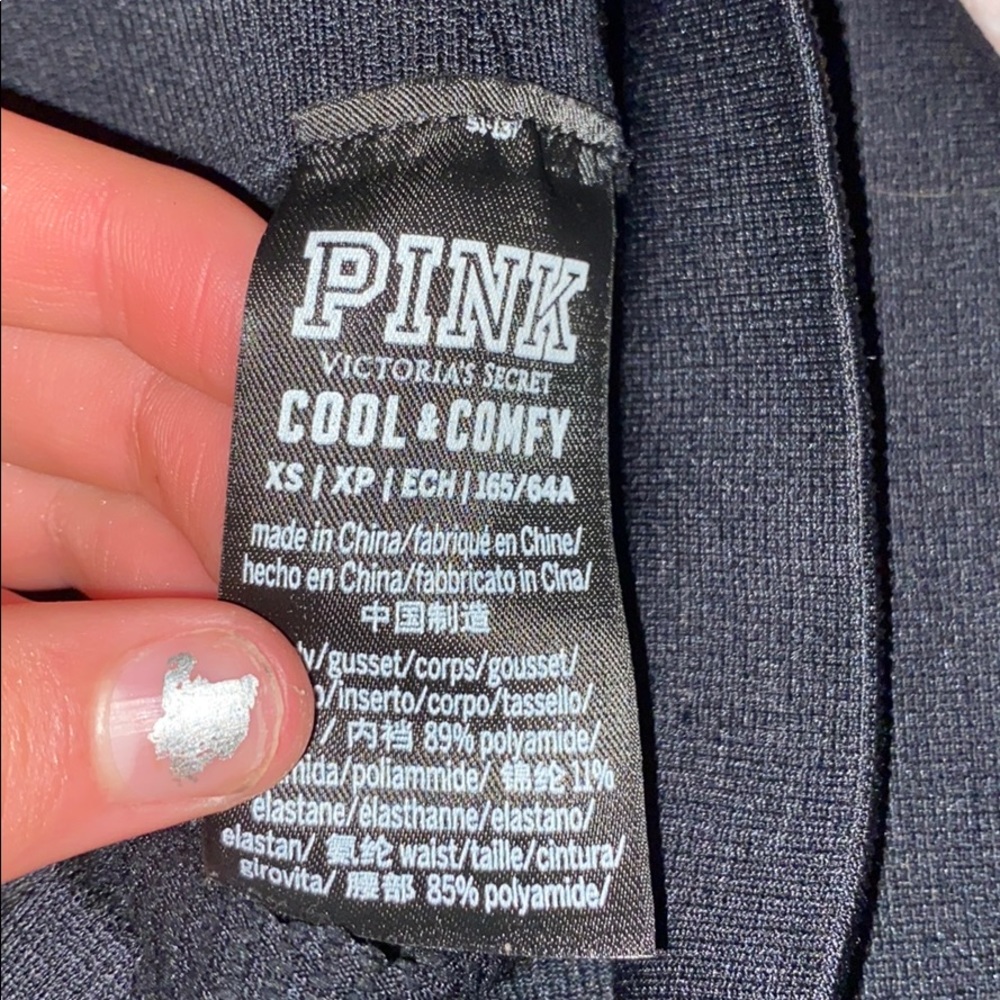 PINK
VICTORIA'S SECRET
COOL & COMFY
XS | XP | ECH | 165/64A
made in China/fabriqué en Chine/
hecho en China/fabbricato in Cina/
中国制造
/gusset/corps/gousset/
/inserto/corpo/tassello/
/ 内裆 89% polyamide/
/poliammide/ 锦纶 11%
elastane/élasthanne/elastano/
elastan/ 氨纶 waist/taille/cintura/
girovita/ 腰部 85% polyamide/